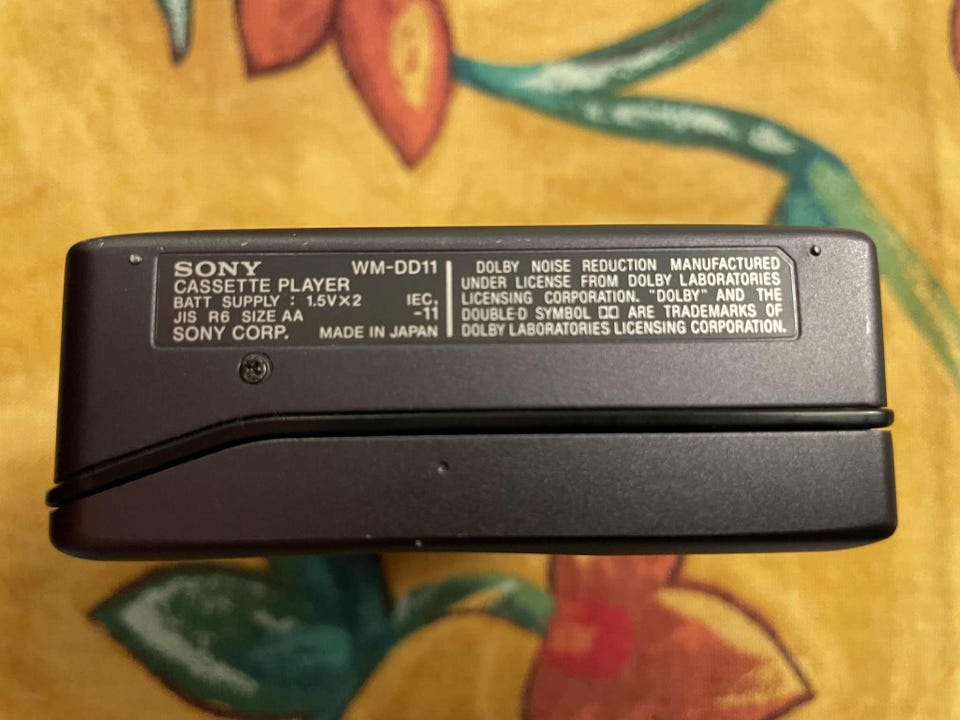 SONY WM-DD11
CASSETTE PLAYER
BATT SUPPLY : 1.5V×2 IEC.
JIS R6 SIZE AA -11
SONY CORP. MADE IN JAPAN
DOLBY NOISE REDUCTION MANUFACTURED
UNDER LICENSE FROM DOLBY LABORATORIES
LICENSING CORPORATION. "DOLBY" AND THE
DOUBLE-D SYMBOL ARE TRADEMARKS OF
DOLBY LABORATORIES LICENSING CORPORATION.